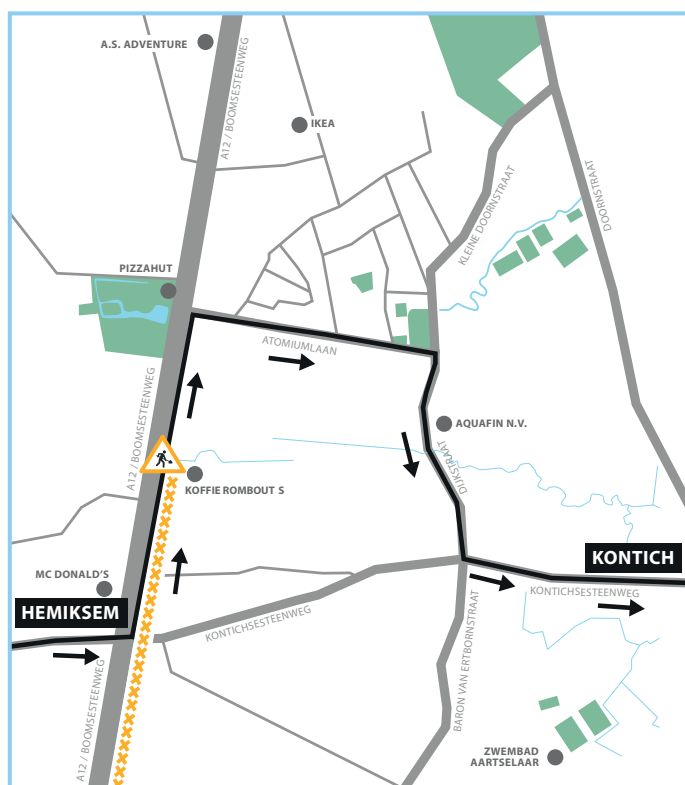 A.S. ADVENTURE
A12 / BOOMSESTEENWEG
IKEA
KLEINE DOORNSTRAAT
DOORNSTRAAT
PIZZAHUT
ATOMIUMLAAN
A12 / BOOMSESTEENWEG
AQUAFIN N.V.
DIJKSTRAAT
KOFFIE ROMBOUT S
MC DONALD'S
KONTICH
HEMIKSEM
KONTICHSESTEENWEG
KONTICHSESTEENWEG
BARON VAN ERTBORNSTRAAT
A12 / BOOMSESTEENWEG
ZWEMBAD
AARTSELAAR